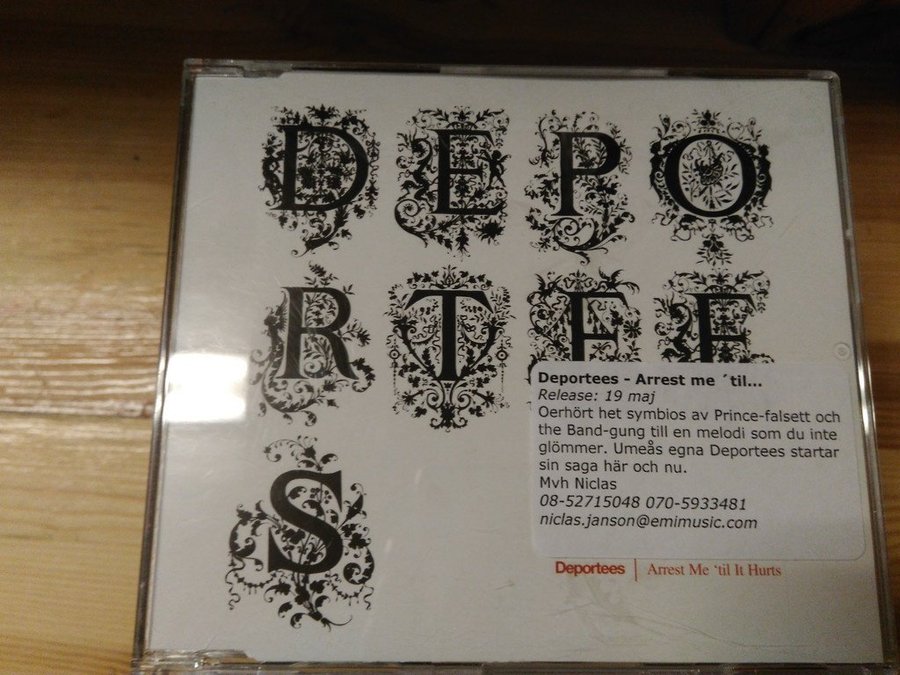 DEPO
RTEE
S
Deportees - Arrest me ´til...
Release: 19 maj
Oerhört het symbios av Prince-falsett och
the Band-gung till en melodi som du inte
glömmer. Umeås egna Deportees startar
sin saga här och nu.
Mvh Niclas
08-52715048 070-5933481
niclas.janson@emimusic.com
Deportees | Arrest Me ‘til It Hurts